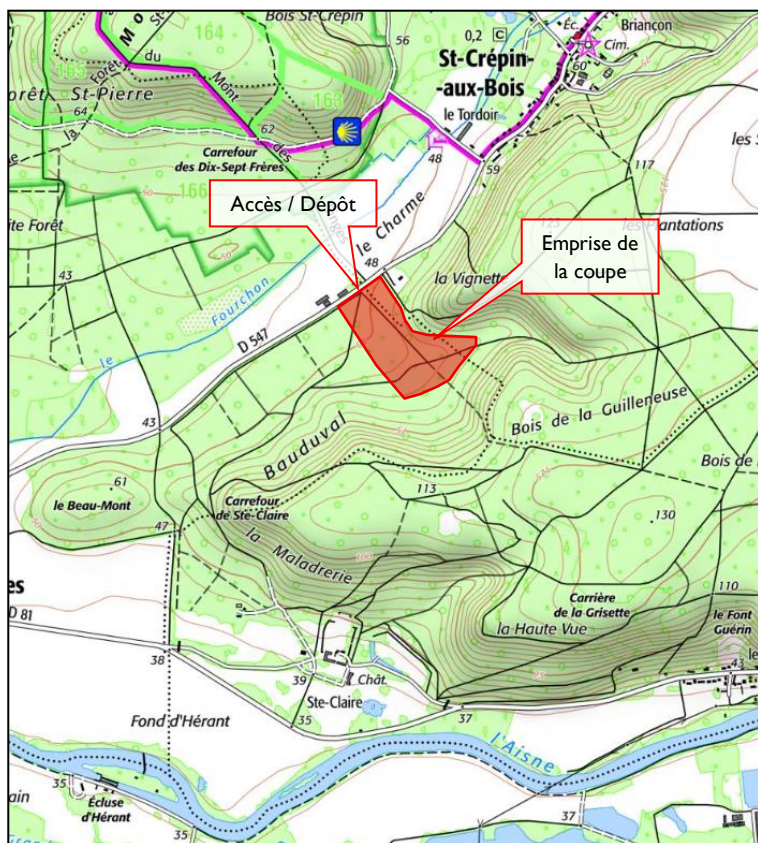 Bois St-Crépin
Briançon
Éc.
Cim.
164
56
0,2 C
60
St-Crépin-
-aux-Bois
165
du
Forêt
Mont
des
163
St-Pierre
64
62
le Tordoir
48
59
Carrefour
des Dix-Sept Frères
166
117
les Plantations
Accès / Dépôt
Emprise de
la coupe
43
le Charme
48
la Vignette
le Fourchon
D 547
43
Bauduval
Bois de la Guilleneuse
61
le Beau-Mont
47
Carrefour
de Ste-Claire
113
130
la Maladrerie
D 81
Carrière
de la Grisette
110
la Haute Vue
le Font
Guérin
38
39
Chât.
Ste-Claire
43
35
37
Fond d'Hérant
l'Aisne
35
Écluse
d'Hérant
35
37